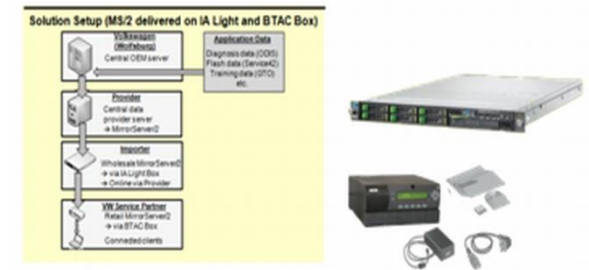 Solution Setup (MS/2 delivered on IA Light and BTAC Box)
Volkswagen
(Wolfsburg)
Central OEM server
Application Data
Diagnosis data (ODIS)
Flash data (Service42)
Training data (GTO)
etc.
Provider
Central data
provider server
→ MirrorServer2
Importer
Wholesale MirrorServer2
→ via IA Light Box
→ Online via Provider
VW Service Partner
Retail MirrorServer2
→ via BTAC Box
Connected clients